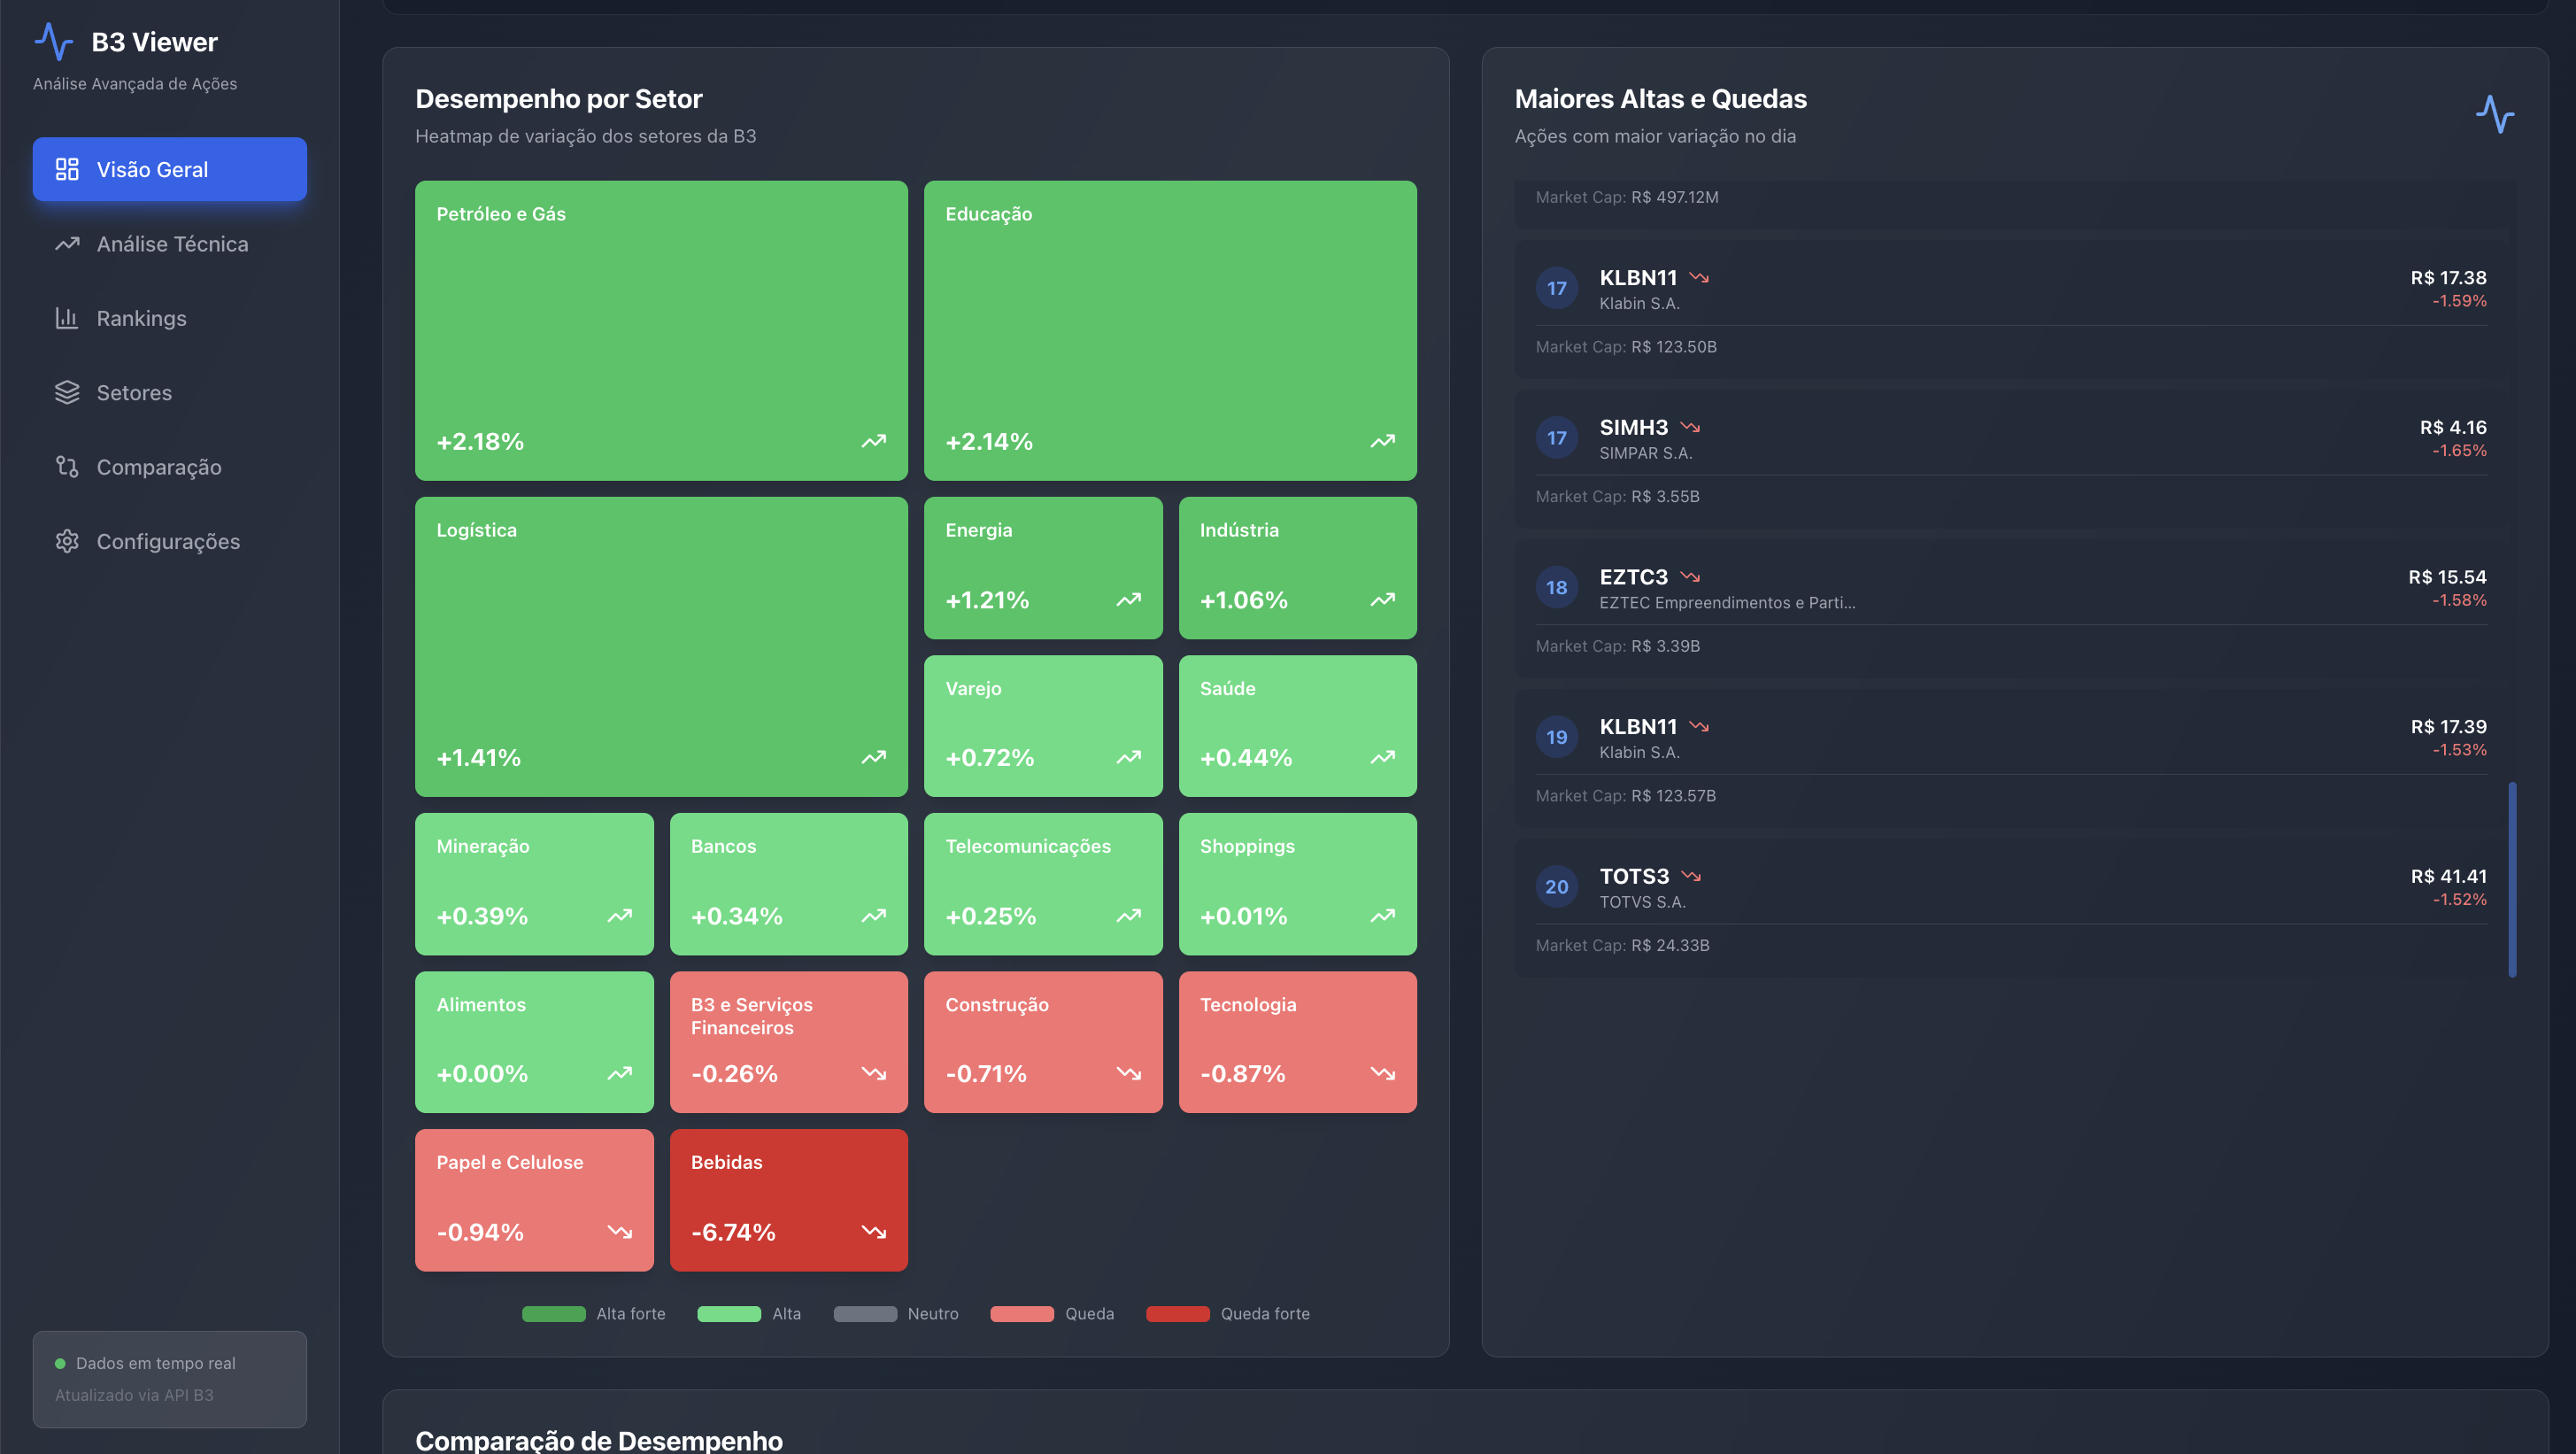 B3 Viewer
Análise Avançada de Ações
Visão Geral
Análise Técnica
Rankings
Setores
Comparação
Configurações
Dados em tempo real
Atualizado via API B3
Desempenho por Setor
Heatmap de variação dos setores da B3
Petróleo e Gás
+2.18%
Educação
+2.14%
Logística
+1.41%
Energia
+1.21%
Indústria
+1.06%
Varejo
+0.72%
Saúde
+0.44%
Mineração
+0.39%
Bancos
+0.34%
Telecomunicações
+0.25%
Shoppings
+0.01%
Alimentos
+0.00%
B3 e Serviços
Financeiros
-0.26%
Construção
-0.71%
Tecnologia
-0.87%
Papel e Celulose
-0.94%
Bebidas
-6.74%
Alta forte
Alta
Neutro
Queda
Queda forte
Maiores Altas e Quedas
Ações com maior variação no dia
Market Cap: R$ 497.12M
17
KLBN11
R$ 17.38
Klabin S.A.
-1.59%
Market Cap: R$ 123.50B
17
SIMH3
R$ 4.16
SIMPAR S.A.
-1.65%
Market Cap: R$ 3.55B
18
EZTC3
R$ 15.54
EZTEC Empreendimentos e Parti...
-1.58%
Market Cap: R$ 3.39B
19
KLBN11
R$ 17.39
Klabin S.A.
-1.53%
Market Cap: R$ 123.57B
20
TOTS3
R$ 41.41
TOTVS S.A.
-1.52%
Market Cap: R$ 24.33B
Comparação de Desempenho